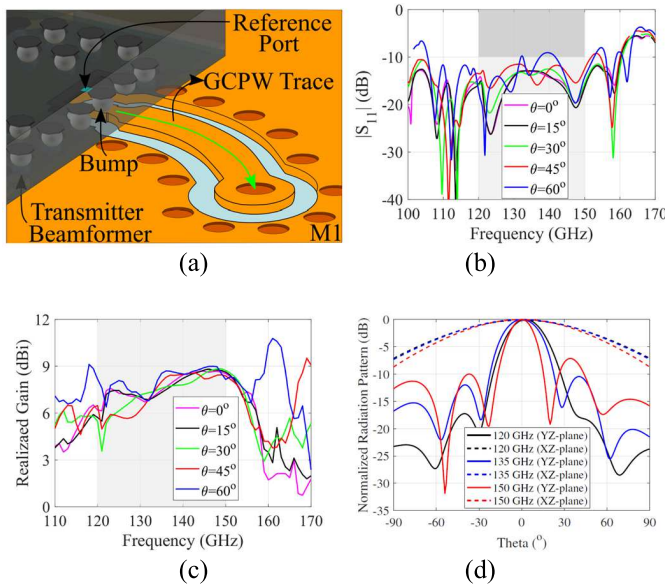 Reference
Port
GCPW Trace
Bump
Transmitter
Beamformer
M1
(a)
|S11| (dB)
0
-10
-20
-30
-40
θ=0°
θ=15°
θ=30°
θ=45°
θ=60°
100 110 120 130 140 150 160 170
Frequency (GHz)
(b)
Realizaed Gain (dBi)
12
9
6
3
0
θ=0°
θ=15°
θ=30°
θ=45°
θ=60°
110 120 130 140 150 160 170
Frequency (GHz)
(c)
Normalized Radiation Pattern (dB)
0
-5
-10
-15
-20
-25
-30
-35
120 GHz (YZ-plane)
120 GHz (XZ-plane)
135 GHz (YZ-plane)
135 GHz (XZ-plane)
150 GHz (YZ-plane)
150 GHz (XZ-plane)
-90 -60 -30 0 30 60 90
Theta (°)
(d)